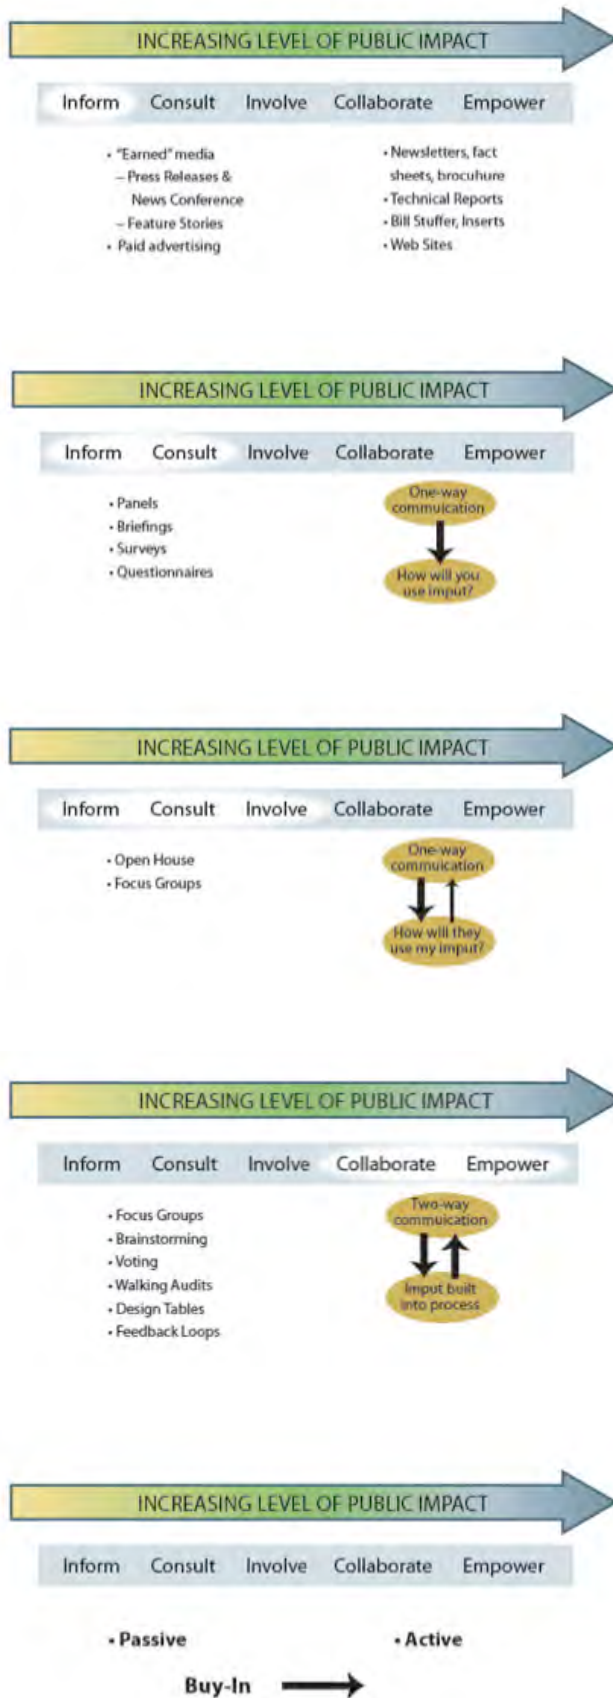 INCREASING LEVEL OF PUBLIC IMPACT
Inform Consult Involve Collaborate Empower
• "Earned" media
– Press Releases &
News Conference
– Feature Stories
• Paid advertising
• Newsletters, fact
sheets, brocuhure
• Technical Reports
• Bill Stuffer, Inserts
• Web Sites
INCREASING LEVEL OF PUBLIC IMPACT
Inform Consult Involve Collaborate Empower
• Panels
• Briefings
• Surveys
• Questionnaires
One-way
commuication
How will you
use imput?
INCREASING LEVEL OF PUBLIC IMPACT
Inform Consult Involve Collaborate Empower
• Open House
• Focus Groups
One-way
commuication
How will they
use my imput?
INCREASING LEVEL OF PUBLIC IMPACT
Inform Consult Involve Collaborate Empower
• Focus Groups
• Brainstorming
• Voting
• Walking Audits
• Design Tables
• Feedback Loops
Two-way
commuication
Imput built
into process
INCREASING LEVEL OF PUBLIC IMPACT
Inform Consult Involve Collaborate Empower
• Passive
• Active
Buy-In